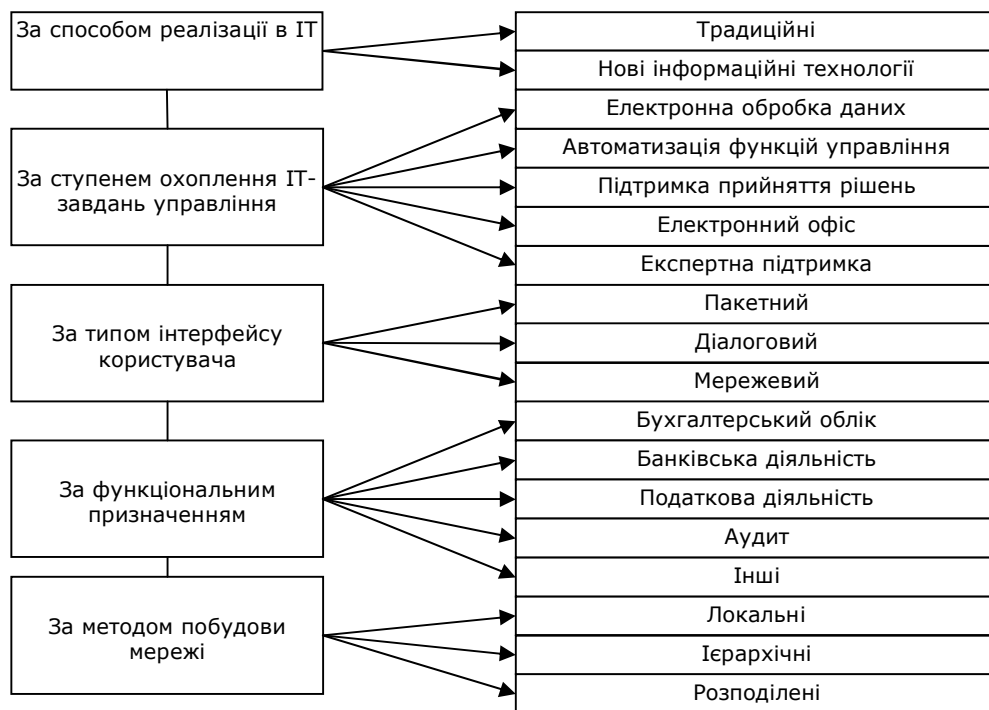 За способом реалізації в ІТ
Традиційні
Нові інформаційні технології
За ступенем охоплення ІТ-
завдань управління
Електронна обробка даних
Автоматизація функцій управління
Підтримка прийняття рішень
Електронний офіс
Експертна підтримка
За типом інтерфейсу
користувача
Пакетний
Діалоговий
Мережевий
За функціональним
призначенням
Бухгалтерський облік
Банківська діяльність
Податкова діяльність
Аудит
Інші
За методом побудови
мережі
Локальні
Ієрархічні
Розподілені